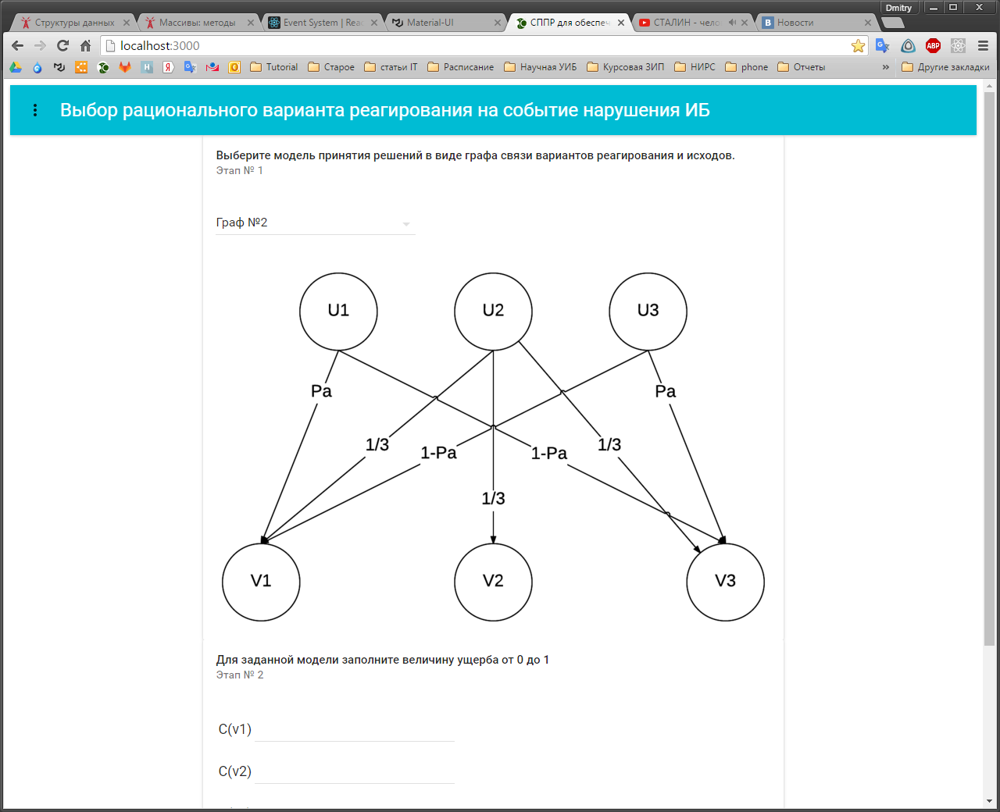 Dmitry
Структуры данных
Массивы: методы
Event System | Reac
Material-UI
СППР для обеспеч
СТАЛИН - чело
Новости
localhost:3000
Tutorial
Старое
статьи IT
Расписание
Научная УИБ
Курсовая ЗИП
НИРС
phone
Отчеты
»
Другие закладки
Выбор рационального варианта реагирования на событие нарушения ИБ
Выберите модель принятия решений в виде графа связи вариантов реагирования и исходов.
Этап № 1
Граф №2
U1
U2
U3
Pa
Pa
1/3
1-Pa
1-Pa
1/3
1/3
V1
V2
V3
Для заданной модели заполните величину ущерба от 0 до 1
Этап № 2
C(v1)
C(v2)